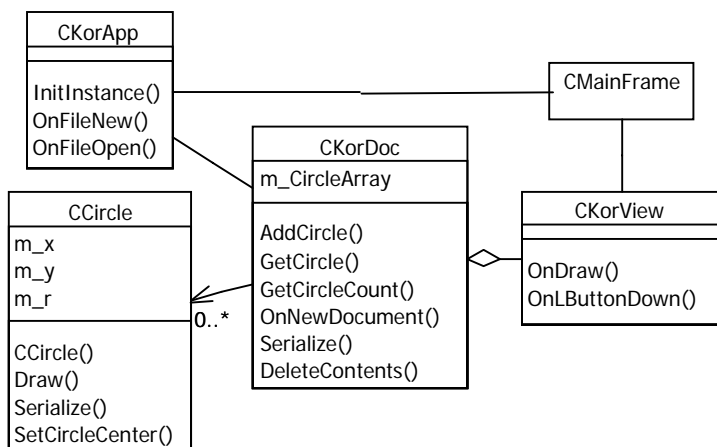 CKorApp
InitInstance()
OnFileNew()
OnFileOpen()
CMainFrame
CKorDoc
m_CircleArray
AddCircle()
GetCircle()
GetCircleCount()
OnNewDocument()
Serialize()
DeleteContents()
CKorView
OnDraw()
OnLButtonDown()
CCircle
m_x
m_y
m_r
CCircle()
Draw()
Serialize()
SetCircleCenter()
0..*